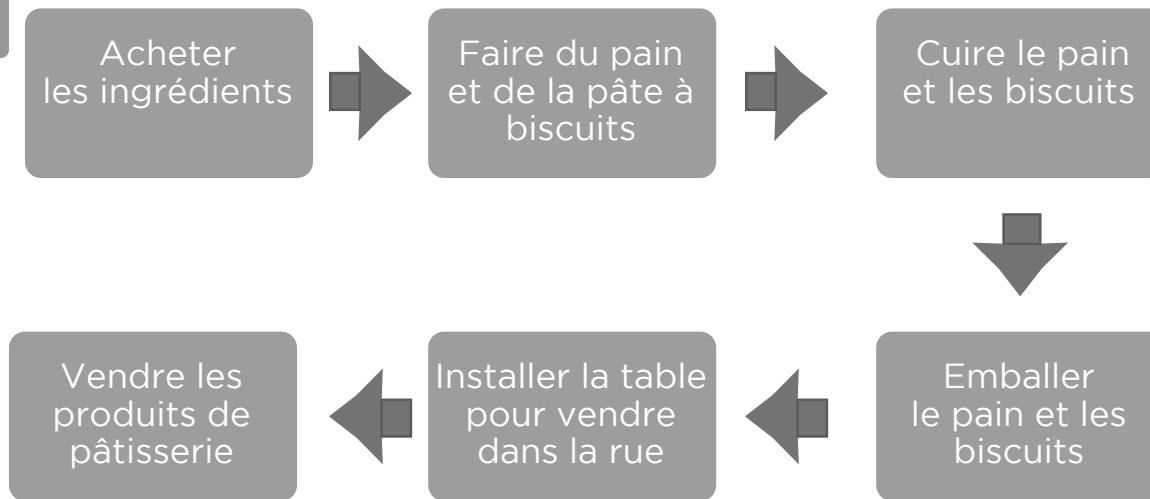 Acheter
les ingrédients
Faire du pain
et de la pâte à
biscuits
Cuire le pain
et les biscuits
Emballer
le pain et les
biscuits
Installer la table
pour vendre
dans la rue
Vendre les
produits de
pâtisserie